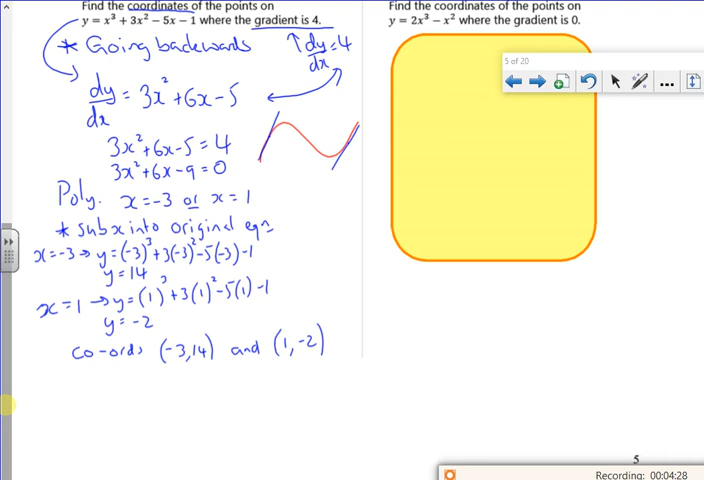 Find the coordinates of the points on
y = x³ + 3x² − 5x − 1 where the gradient is 4.
* Going backwards
↑ dy/dx = 4
dy/dx = 3x² + 6x − 5
3x² + 6x − 5 = 4
3x² + 6x − 9 = 0
Poly. x = −3 or x = 1
* sub x into original eqn
x = −3 → y = (−3)³ + 3(−3)² − 5(−3) − 1
y = 14
x = 1 → y = (1)³ + 3(1)² − 5(1) − 1
y = −2
co-ords (−3, 14) and (1, −2)
Find the coordinates of the points on
y = 2x³ − x² where the gradient is 0.
5 of 20
5
Recording: 00:04:28